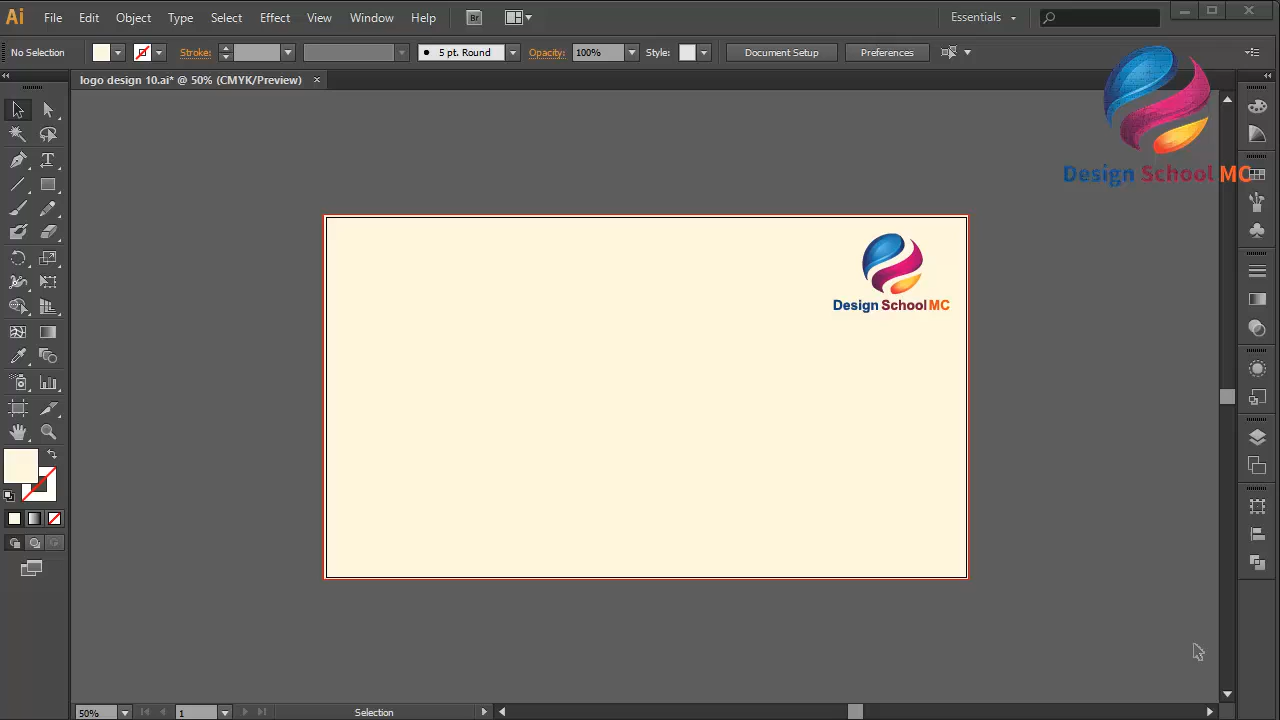 Ai File Edit Object Type Select Effect View Window Help Br Essentials
No Selection Stroke: 5 pt. Round Opacity: 100% Style: Document Setup Preferences
logo design 10.ai* @ 50% (CMYK/Preview)
Design School MC
Design School MC
50% 1 Selection